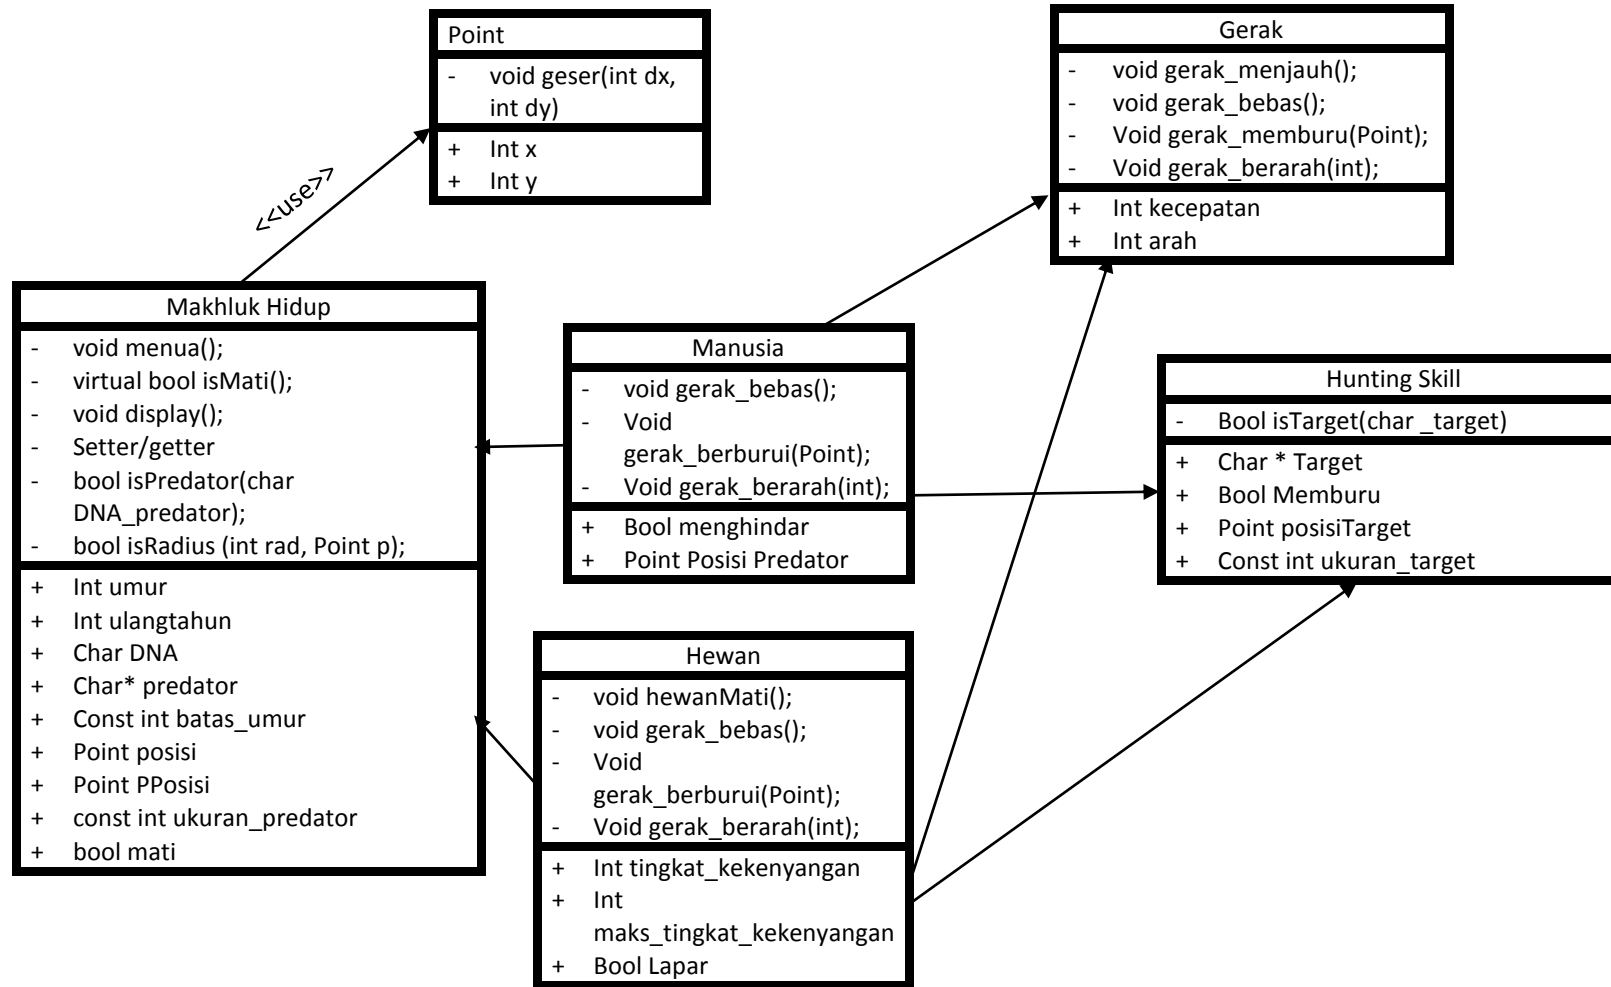 Point
- void geser(int dx,
int dy)
+ Int x
+ Int y
Gerak
- void gerak_menjauh();
- void gerak_bebas();
- Void gerak_memburu(Point);
- Void gerak_berarah(int);
+ Int kecepatan
+ Int arah
<<use>>
Makhluk Hidup
- void menua();
- virtual bool isMati();
- void display();
- Setter/getter
- bool isPredator(char
DNA_predator);
- bool isRadius (int rad, Point p);
+ Int umur
+ Int ulangtahun
+ Char DNA
+ Char* predator
+ Const int batas_umur
+ Point posisi
+ Point PPosisi
+ const int ukuran_predator
+ bool mati
Manusia
- void gerak_bebas();
- Void
gerak_berburui(Point);
- Void gerak_berarah(int);
+ Bool menghindar
+ Point Posisi Predator
Hunting Skill
- Bool isTarget(char _target)
+ Char * Target
+ Bool Memburu
+ Point posisiTarget
+ Const int ukuran_target
Hewan
- void hewanMati();
- void gerak_bebas();
- Void
gerak_berburui(Point);
- Void gerak_berarah(int);
+ Int tingkat_kekenyangan
+ Int
maks_tingkat_kekenyangan
+ Bool Lapar